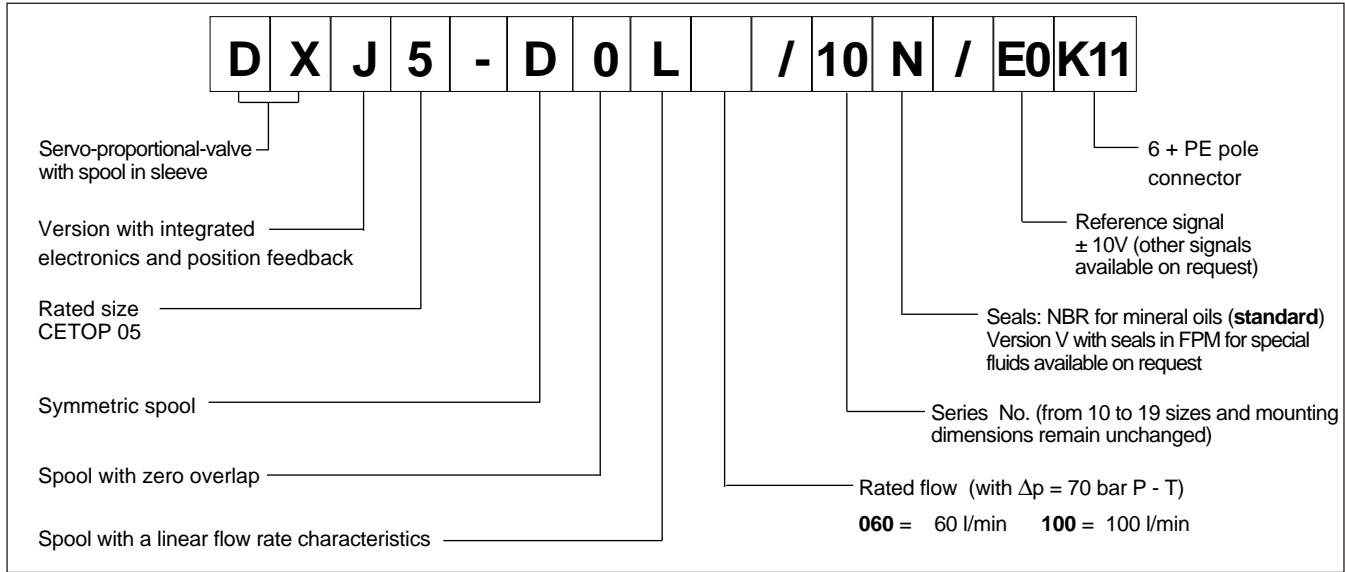 D X J 5 - D 0 L / 10 N / E0 K11
Servo-proportional-valve
with spool in sleeve
Version with integrated
electronics and position feedback
Rated size
CETOP 05
Symmetric spool
Spool with zero overlap
Spool with a linear flow rate characteristics
6 + PE pole
connector
Reference signal
± 10V (other signals
available on request)
Seals: NBR for mineral oils (standard)
Version V with seals in FPM for special
fluids available on request
Series No. (from 10 to 19 sizes and mounting
dimensions remain unchanged)
Rated flow (with Δp = 70 bar P - T)
060 = 60 l/min 100 = 100 l/min